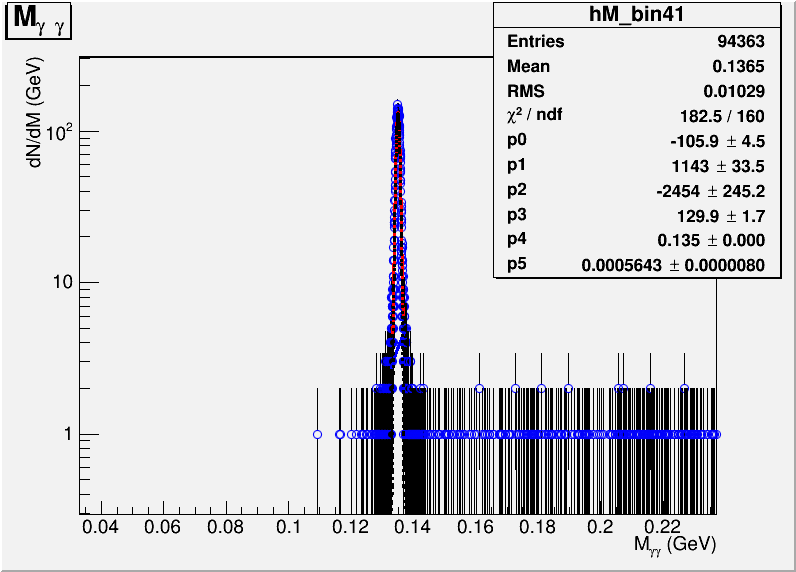 M γ γ
hM_bin41
Entries 94363
Mean 0.1365
RMS 0.01029
χ² / ndf 182.5 / 160
p0 -105.9 ± 4.5
p1 1143 ± 33.5
p2 -2454 ± 245.2
p3 129.9 ± 1.7
p4 0.135 ± 0.000
p5 0.0005643 ± 0.0000080
dN/dM (GeV)
10²
10
1
0.04 0.06 0.08 0.1 0.12 0.14 0.16 0.18 0.2 0.22
Mγγ (GeV)